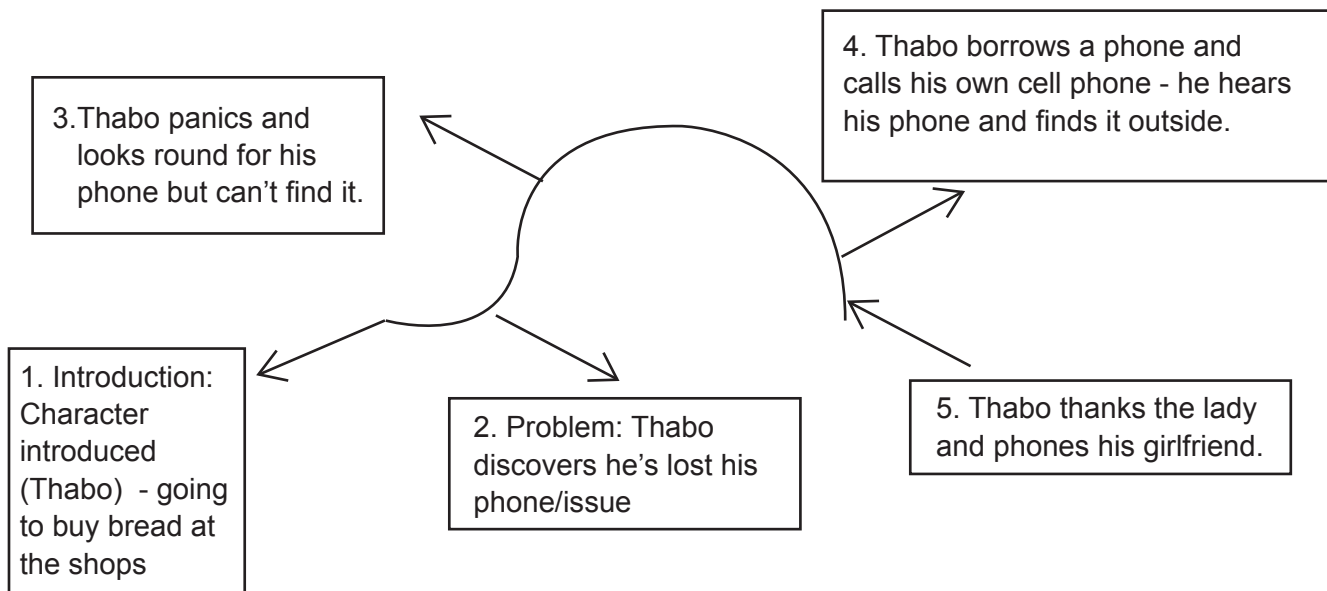 1. Introduction:
Character
introduced
(Thabo)  - going
to buy bread at
the shops
2. Problem: Thabo
discovers he's lost his
phone/issue
3.Thabo panics and
looks round for his
phone but can't find it.
4. Thabo borrows a phone and
calls his own cell phone - he hears
his phone and finds it outside.
5. Thabo thanks the lady
and phones his girlfriend.